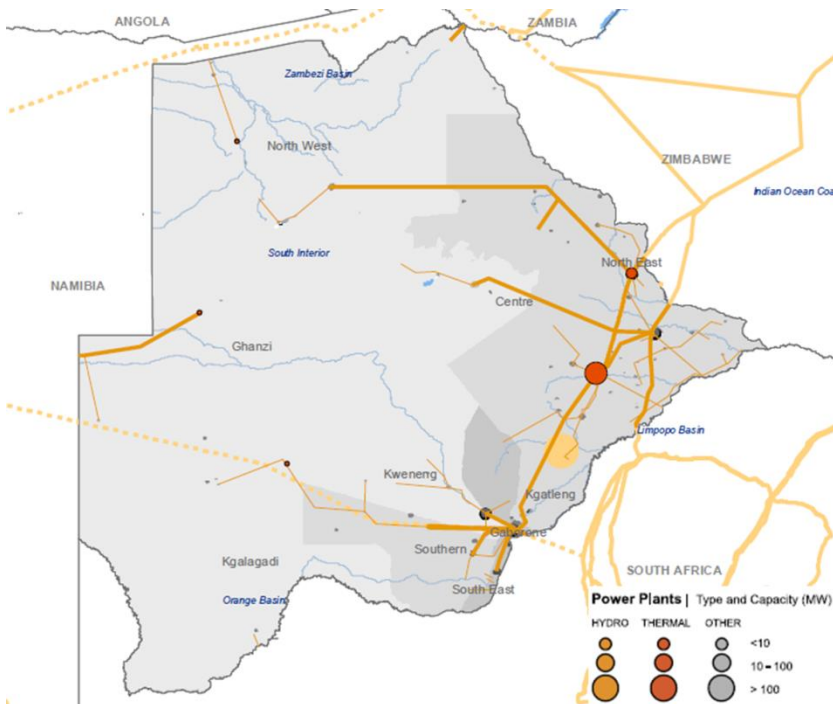 ANGOLA
ZAMBIA
Zambezi Basin
North West
ZIMBABWE
Indian Ocean Coa
South Interior
North East
NAMIBIA
Centre
Ghanzi
Limpopo Basin
Kweneng
Kgatleng
Gaborone
Southern
Kgalagadi
SOUTH AFRICA
South East
Orange Basin
Power Plants | Type and Capacity (MW)
HYDRO THERMAL OTHER
<10
10 – 100
> 100